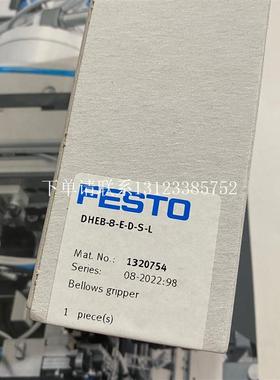 FESTO
下单请联系13123385752
DHEB-8-E-D-S-L
Mat. No.: 1320754
Series: 08-2022:98
Bellows gripper
1 piece(s)